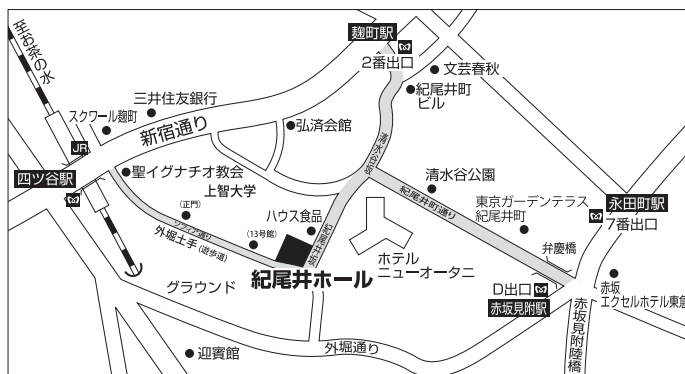 至お茶の水
麹町駅
2番出口
文芸春秋
紀尾井町
ビル
三井住友銀行
スクワール麹町
新宿通り
弘済会館
清水谷坂
JR
四ツ谷駅
聖イグナチオ教会
上智大学
清水谷公園
紀尾井町通り
東京ガーデンテラス
紀尾井町
永田町駅
7番出口
(正門)
ソフィア通り
ハウス食品
(13号館)
外堀土手(遊歩道)
紀尾井坂
ホテル
ニューオータニ
弁慶橋
紀尾井ホール
グラウンド
D出口
赤坂見附駅
赤坂
エクセルホテル東急
外堀通り
迎賓館
赤坂見附陸橋